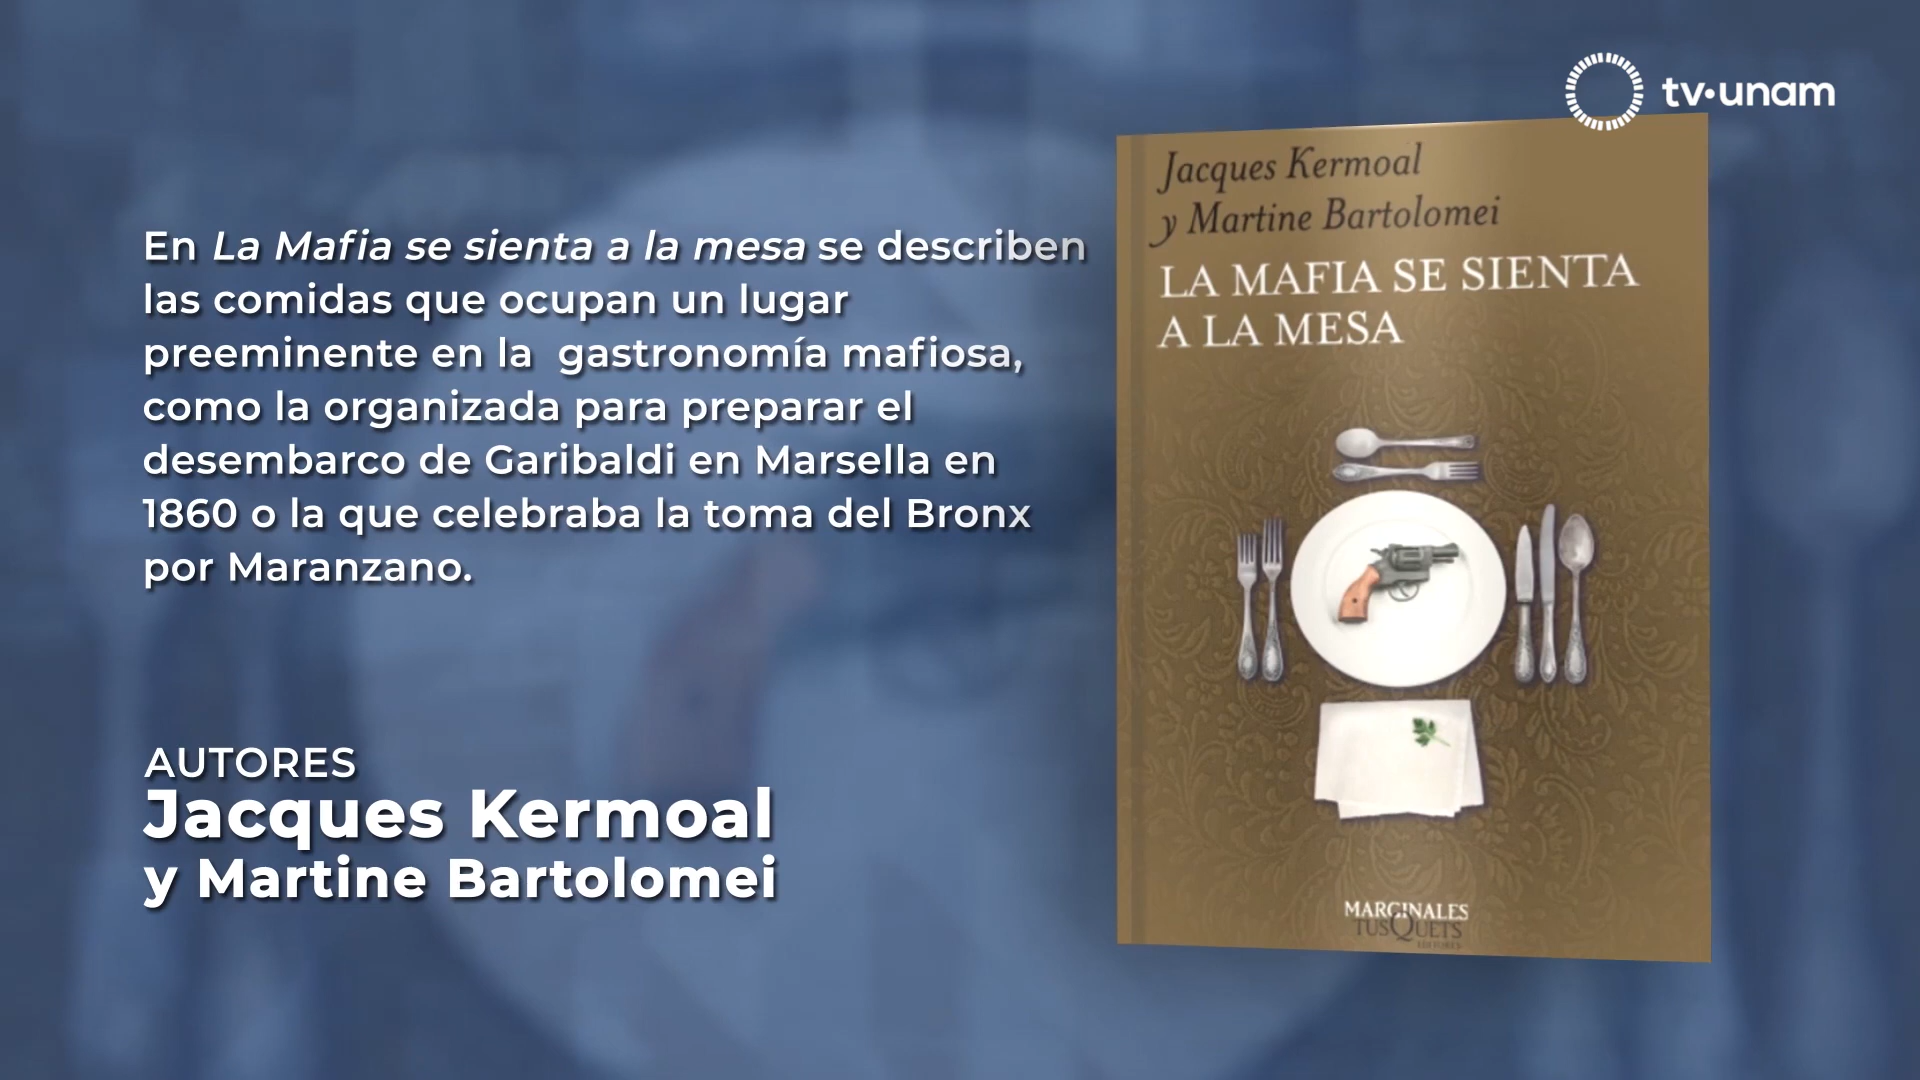 tv·unam
En La Mafia se sienta a la mesa se describen
las comidas que ocupan un lugar
preeminente en la gastronomía mafiosa,
como la organizada para preparar el
desembarco de Garibaldi en Marsella en
1860 o la que celebraba la toma del Bronx
por Maranzano.
AUTORES
Jacques Kermoal
y Martine Bartolomei
Jacques Kermoal
y Martine Bartolomei
LA MAFIA SE SIENTA
A LA MESA
MARGINALES
TUSQUETS
EDITORES